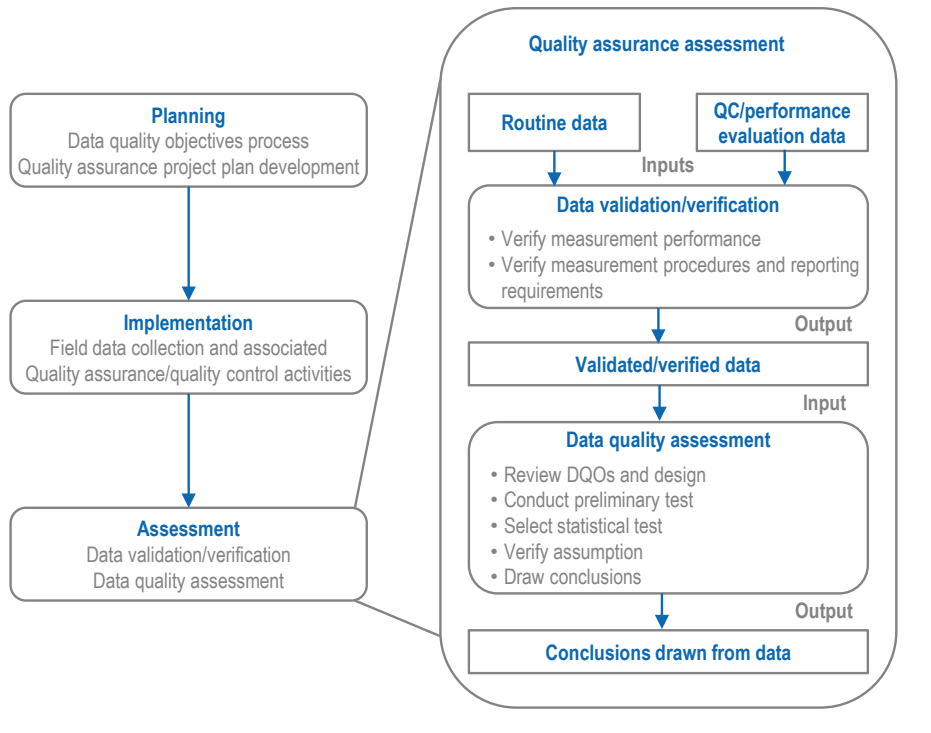 Planning
Data quality objectives process
Quality assurance project plan development
Implementation
Field data collection and associated
Quality assurance/quality control activities
Assessment
Data validation/verification
Data quality assessment
Quality assurance assessment
Routine data
QC/performance
evaluation data
Inputs
Data validation/verification
• Verify measurement performance
• Verify measurement procedures and reporting
requirements
Output
Validated/verified data
Input
Data quality assessment
• Review DQOs and design
• Conduct preliminary test
• Select statistical test
• Verify assumption
• Draw conclusions
Output
Conclusions drawn from data